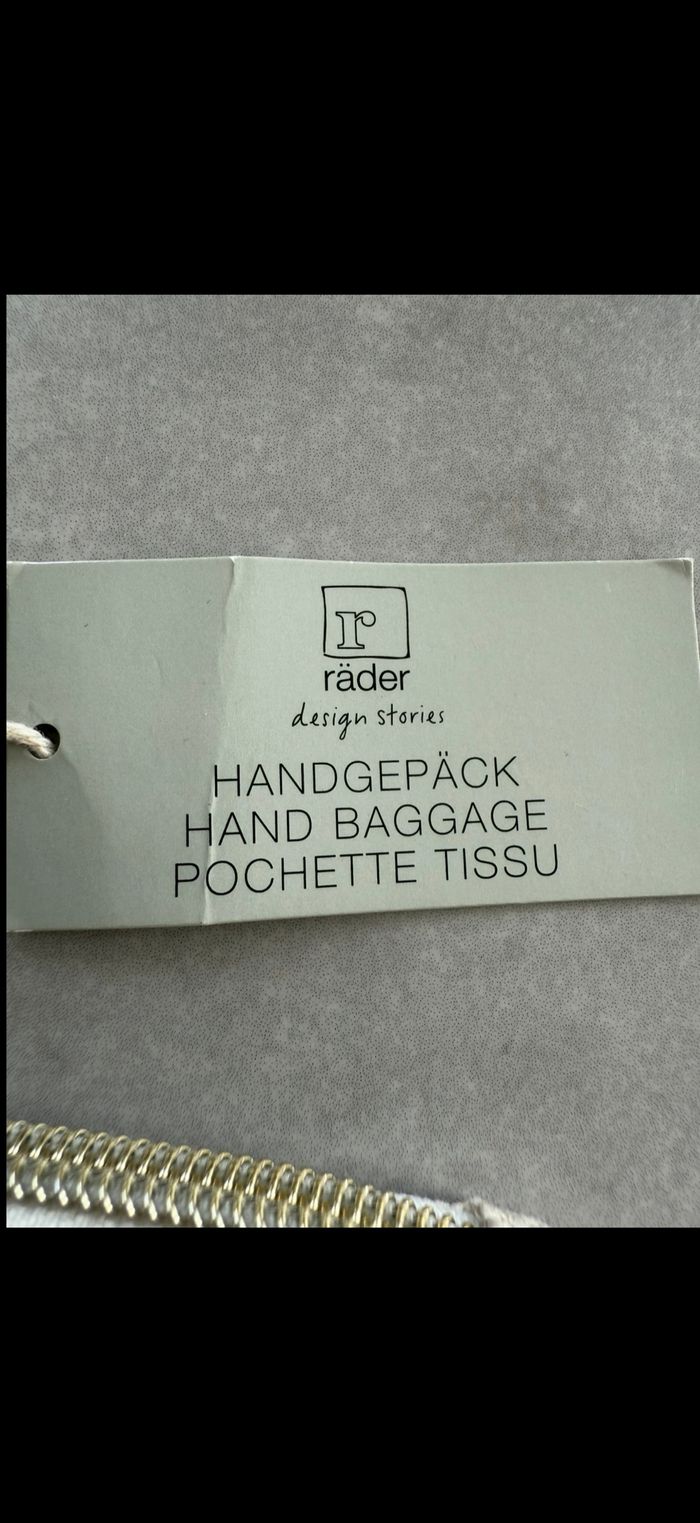 r
räder
design stories
HANDGEPÄCK
HAND BAGGAGE
POCHETTE TISSU